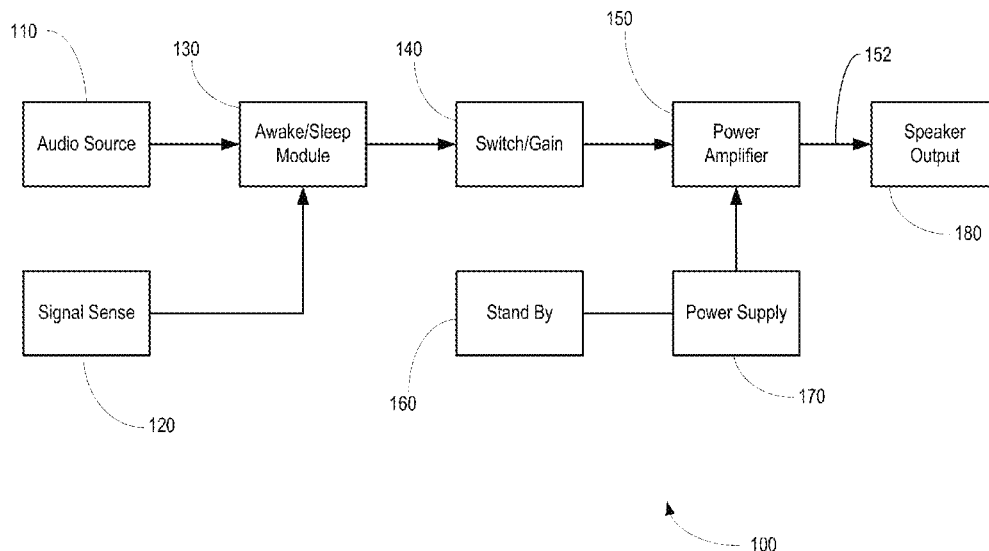 110
130
140
150
152
Audio Source
Awake/Sleep
Module
Switch/Gain
Power
Amplifier
Speaker
Output
180
Signal Sense
Stand By
Power Supply
120
160
170
100